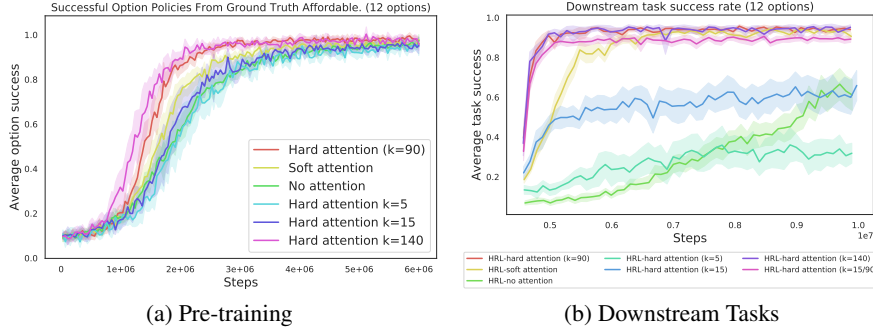 Successful Option Policies From Ground Truth Affordable. (12 options)
Average option success
1.0
0.8
0.6
0.4
0.2
0.0
Hard attention (k=90)
Soft attention
No attention
Hard attention k=5
Hard attention k=15
Hard attention k=140
0
1e+06
2e+06
3e+06
4e+06
5e+06
6e+06
Steps
(a) Pre-training
Downstream task success rate (12 options)
Average task success
1.0
0.8
0.6
0.4
0.2
0.5
0.6
0.7
0.8
0.9
1.0
1e7
Steps
HRL-hard attention (k=90)
HRL-soft attention
HRL-no attention
HRL-hard attention (k=5)
HRL-hard attention (k=15)
HRL-hard attention (k=140)
HRL-hard attention (k=15/90
(b) Downstream Tasks